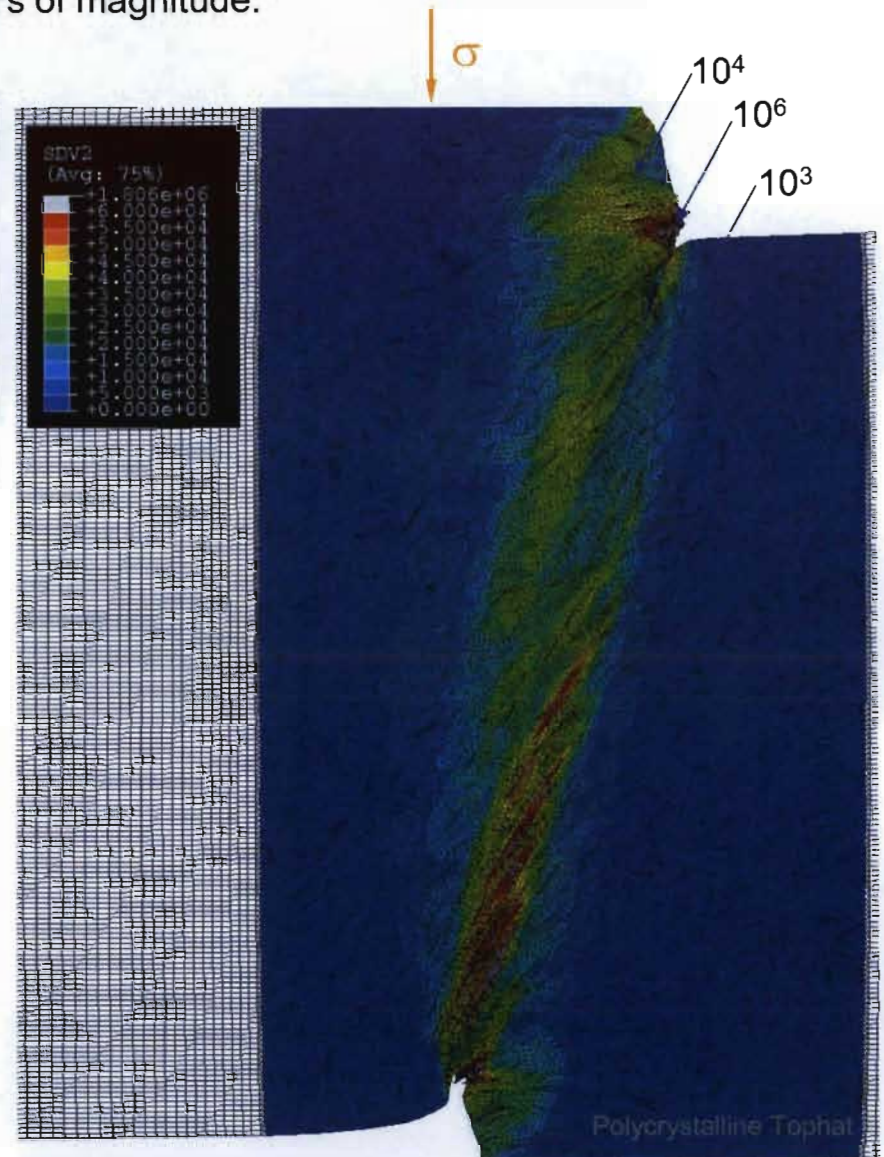 s of magnitude.
σ
10⁴
10⁶
10³
SDV2
(Avg: 75%)
+1.806e+06
+6.000e+04
+5.500e+04
+5.000e+04
+4.500e+04
+4.000e+04
+3.500e+04
+3.000e+04
+2.500e+04
+2.000e+04
+1.500e+04
+1.000e+04
+5.000e+03
+0.000e+00
Polycrystalline Tophat